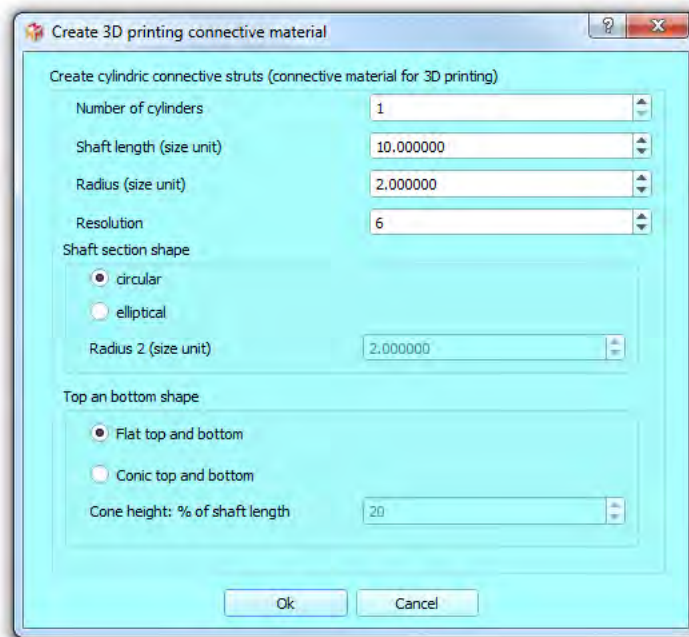 Create 3D printing connective material
?
X
Create cylindric connective struts (connective material for 3D printing)
Number of cylinders 1
Shaft length (size unit) 10.000000
Radius (size unit) 2.000000
Resolution 6
Shaft section shape
circular
elliptical
Radius 2 (size unit) 2.000000
Top an bottom shape
Flat top and bottom
Conic top and bottom
Cone height: % of shaft length 20
Ok Cancel